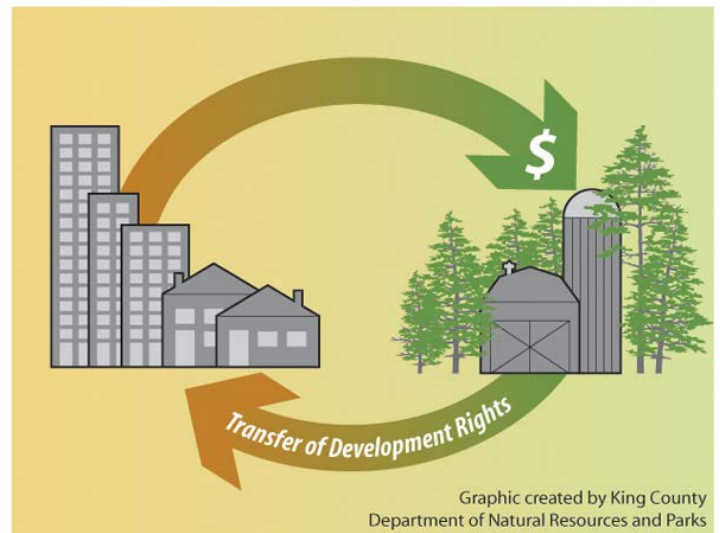 $
Transfer of Development Rights
Graphic created by King County
Department of Natural Resources and Parks